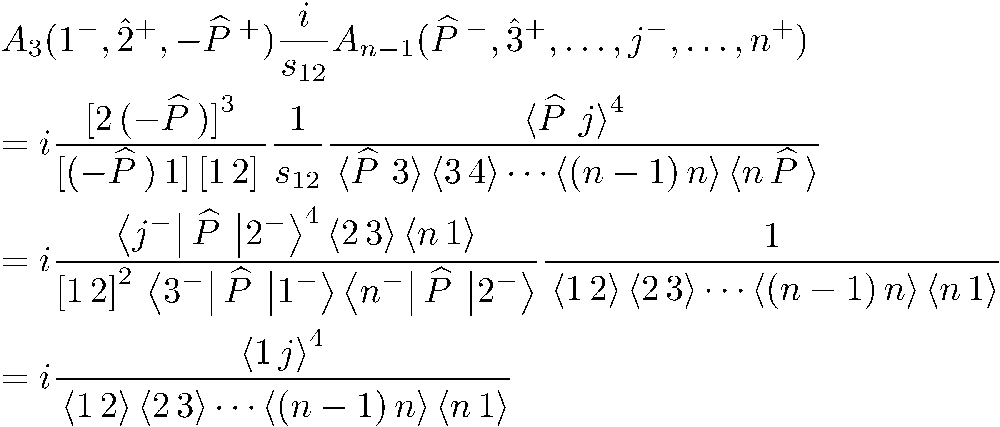 A_3(1^-, \hat{2}^+, -\widehat{P}^+) \frac{i}{s_{12}} A_{n-1}(\widehat{P}^-, \hat{3}^+, \ldots, j^-, \ldots, n^+)
= i \frac{[2\,(-\widehat{P})]^3}{[(-\widehat{P})\,1]\,[1\,2]} \frac{1}{s_{12}} \frac{\langle \widehat{P}\,j \rangle^4}{\langle \widehat{P}\,3 \rangle \langle 3\,4 \rangle \cdots \langle (n-1)\,n \rangle \langle n\,\widehat{P} \rangle}
= i \frac{\langle j^- | \widehat{P} | 2^- \rangle^4 \langle 2\,3 \rangle \langle n\,1 \rangle}{[1\,2]^2 \langle 3^- | \widehat{P} | 1^- \rangle \langle n^- | \widehat{P} | 2^- \rangle} \frac{1}{\langle 1\,2 \rangle \langle 2\,3 \rangle \cdots \langle (n-1)\,n \rangle \langle n\,1 \rangle}
= i \frac{\langle 1\,j \rangle^4}{\langle 1\,2 \rangle \langle 2\,3 \rangle \cdots \langle (n-1)\,n \rangle \langle n\,1 \rangle}